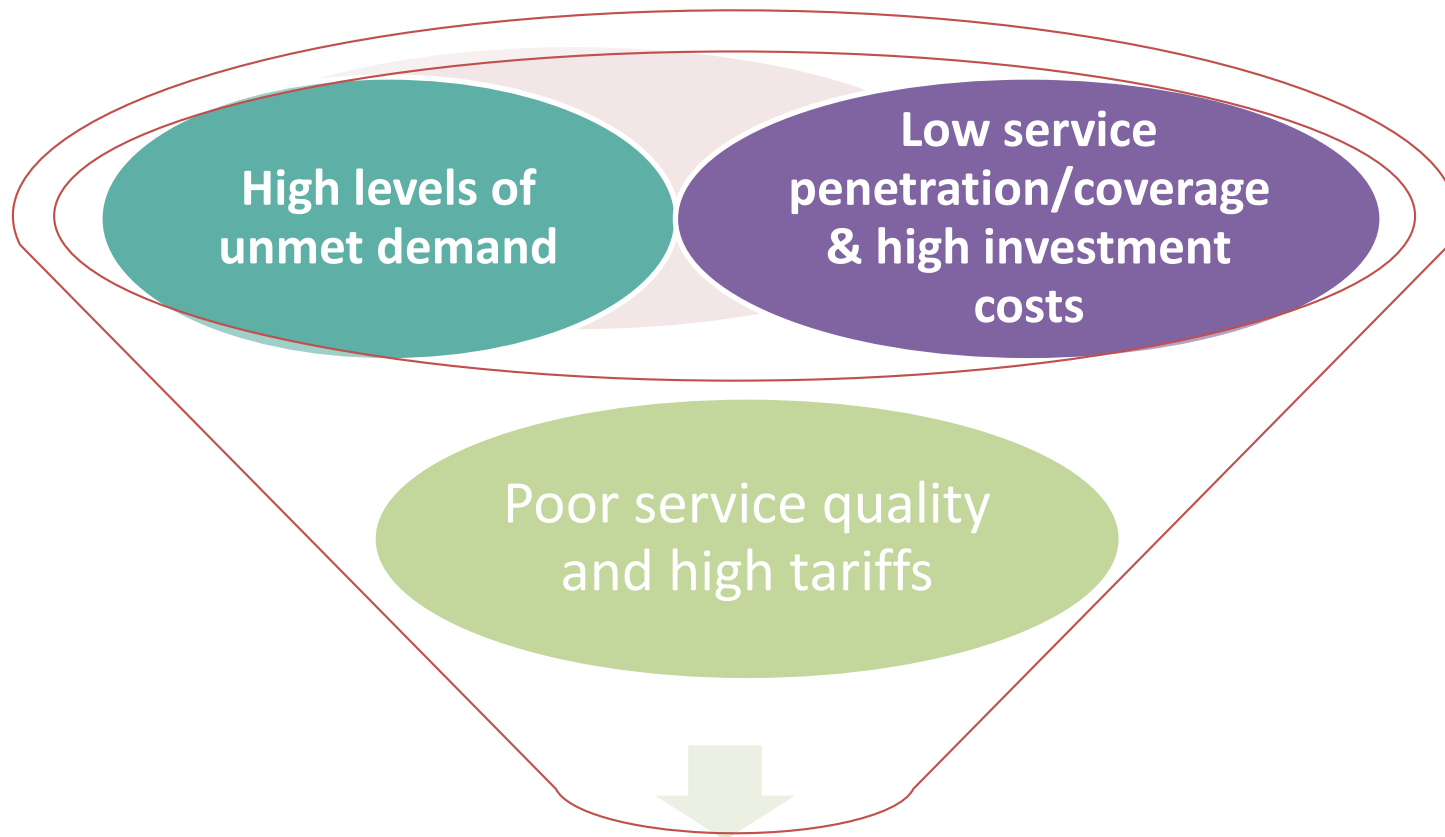 High levels of
unmet demand
Low service
penetration/coverage
& high investment
costs
Poor service quality
and high tariffs